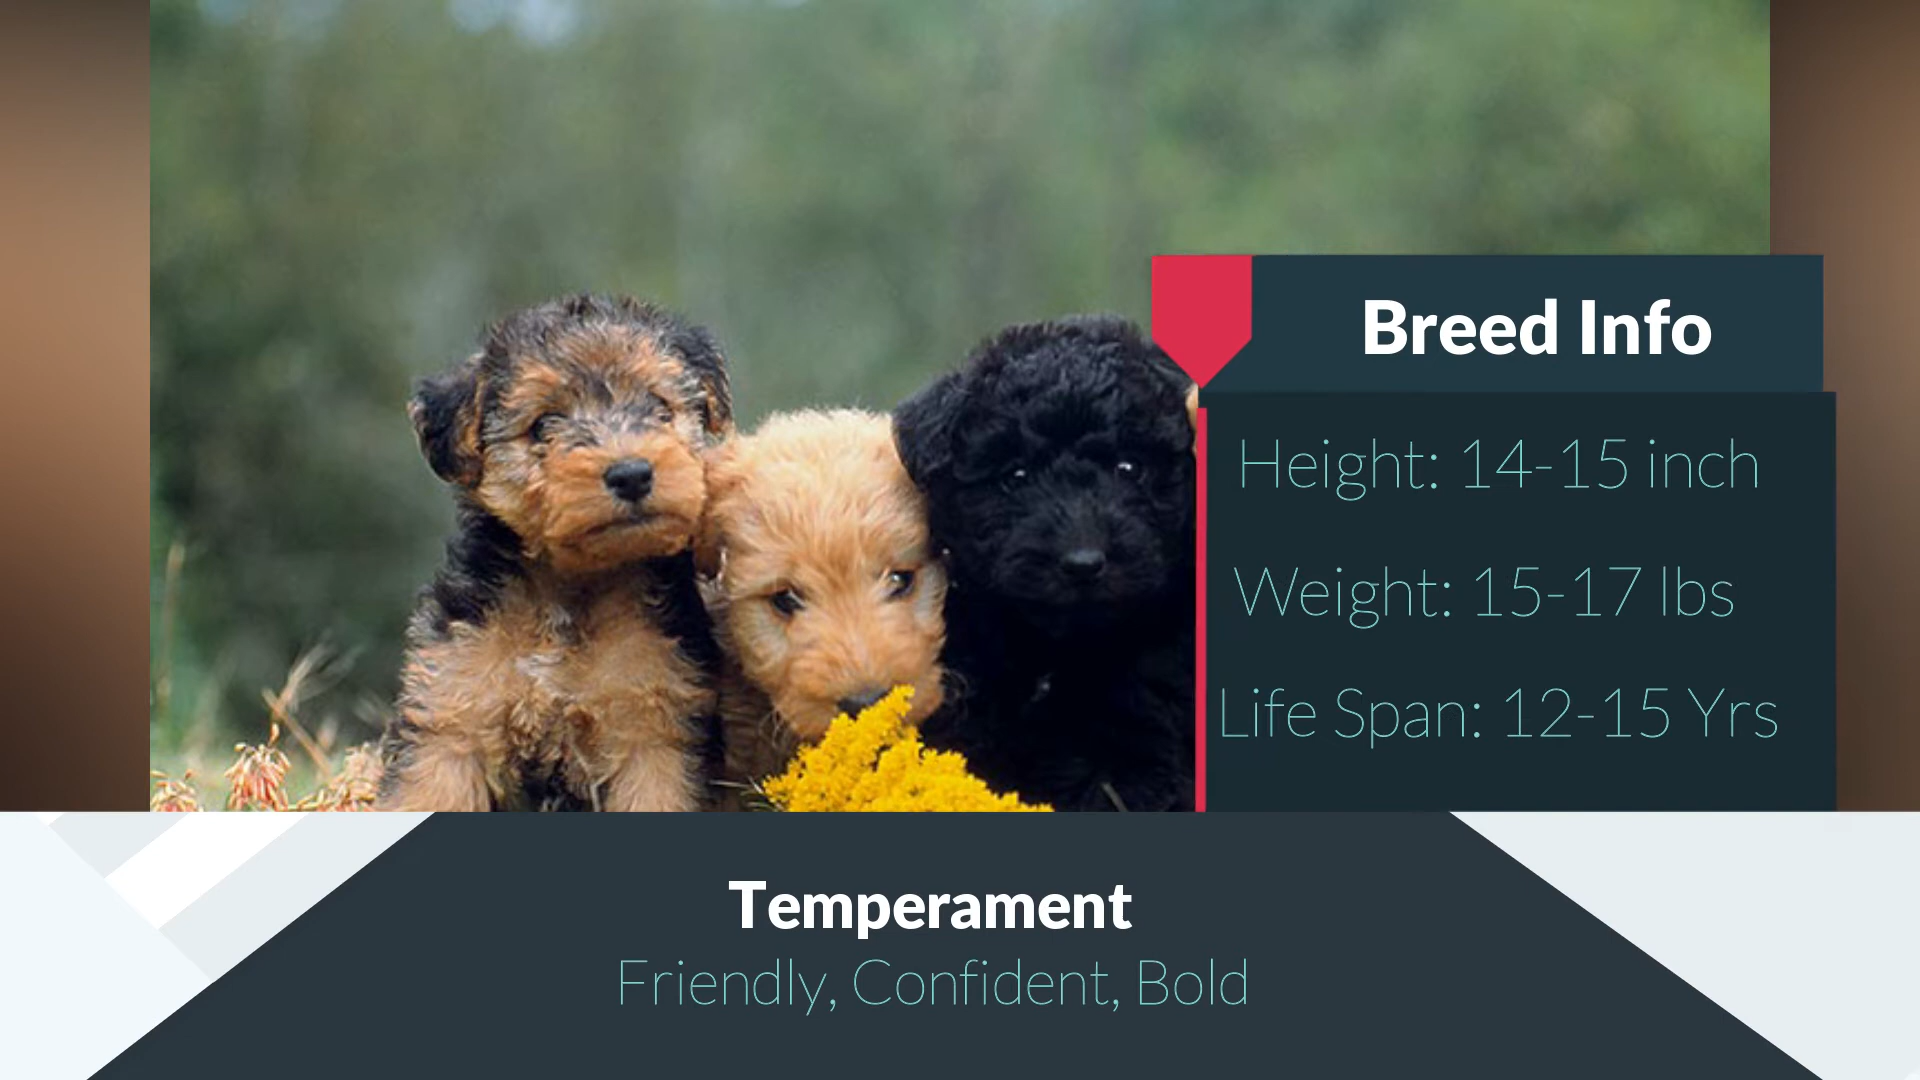 Breed Info
Height: 14-15 inch
Weight: 15-17 lbs
Life Span: 12-15 Yrs
Temperament
Friendly, Confident, Bold